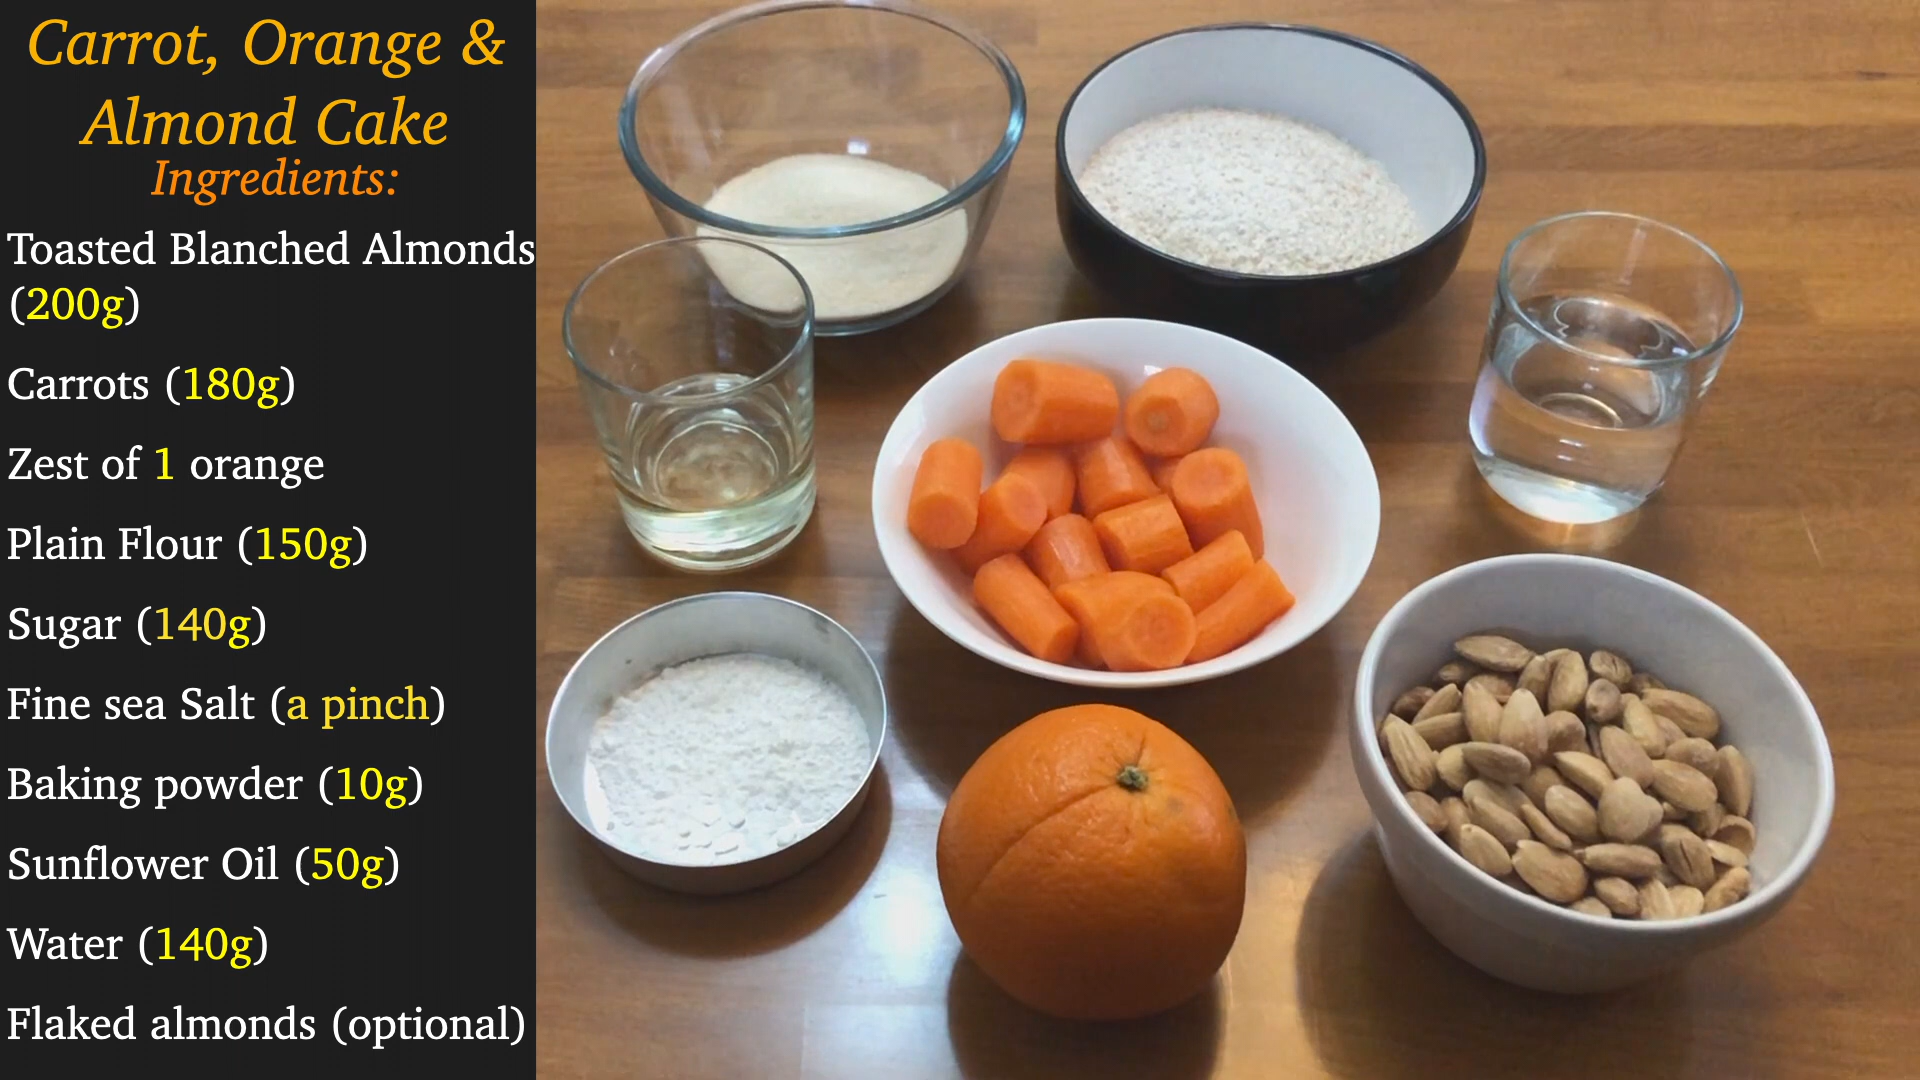 Carrot, Orange &
Almond Cake
Ingredients:
Toasted Blanched Almonds
(200g)
Carrots (180g)
Zest of 1 orange
Plain Flour (150g)
Sugar (140g)
Fine sea Salt (a pinch)
Baking powder (10g)
Sunflower Oil (50g)
Water (140g)
Flaked almonds (optional)